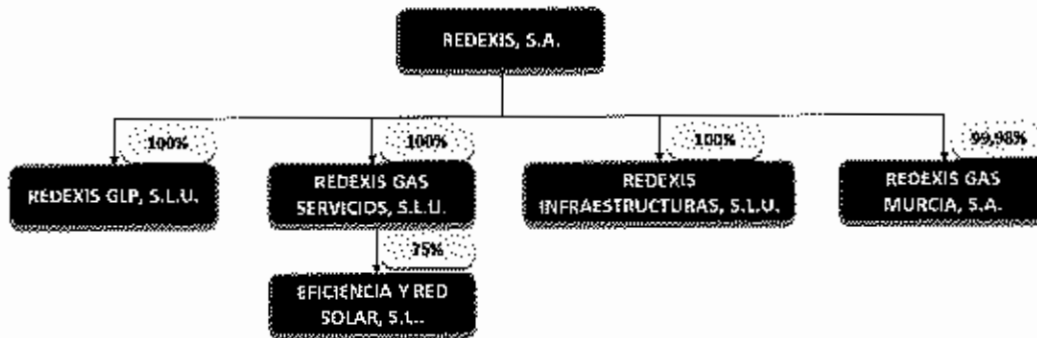 REDEXIS, S.A.
100%
100%
100%
99,98%
REDEXIS GLP, S.L.U.
REDEXIS GAS
SERVICIOS, S.L.U.
REDEXIS
INFRAESTRUCTURAS, S.L.U.
REDEXIS GAS
MURCIA, S.A.
75%
EFICIENCIA Y RED
SOLAR, S.L.